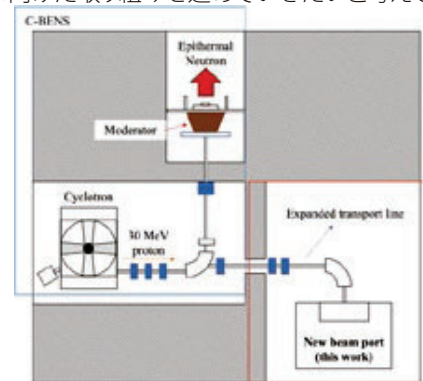 C-BENS
Epithermal
Neutron
Moderator
Cyclotron
30 MeV
proton
Expanded transport line
New beam port
(this work)